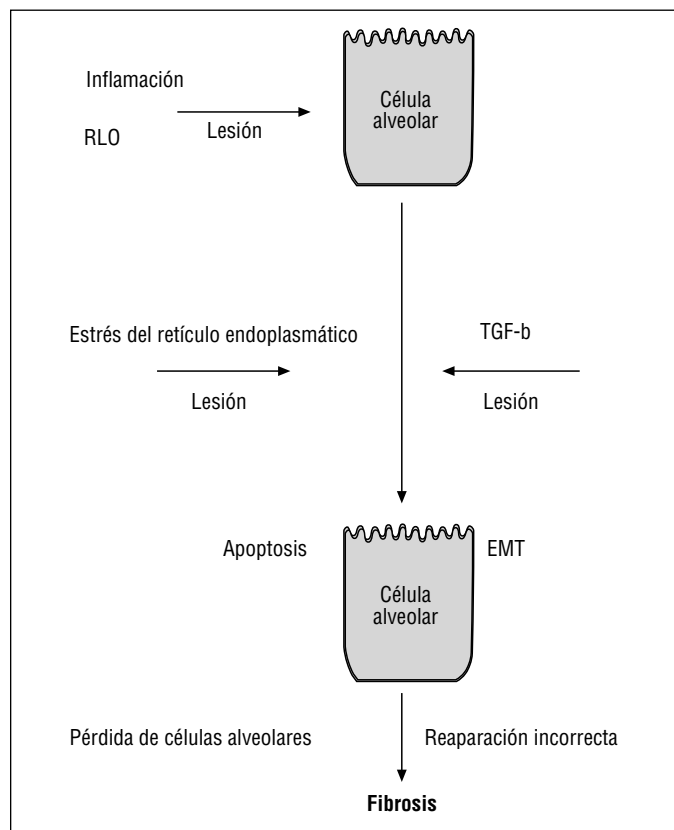 Inflamación
RLO
Lesión
Célula
alveolar
Estrés del retículo endoplasmático
Lesión
TGF-b
Lesión
Apoptosis
EMT
Célula
alveolar
Pérdida de células alveolares
Reaparación incorrecta
Fibrosis